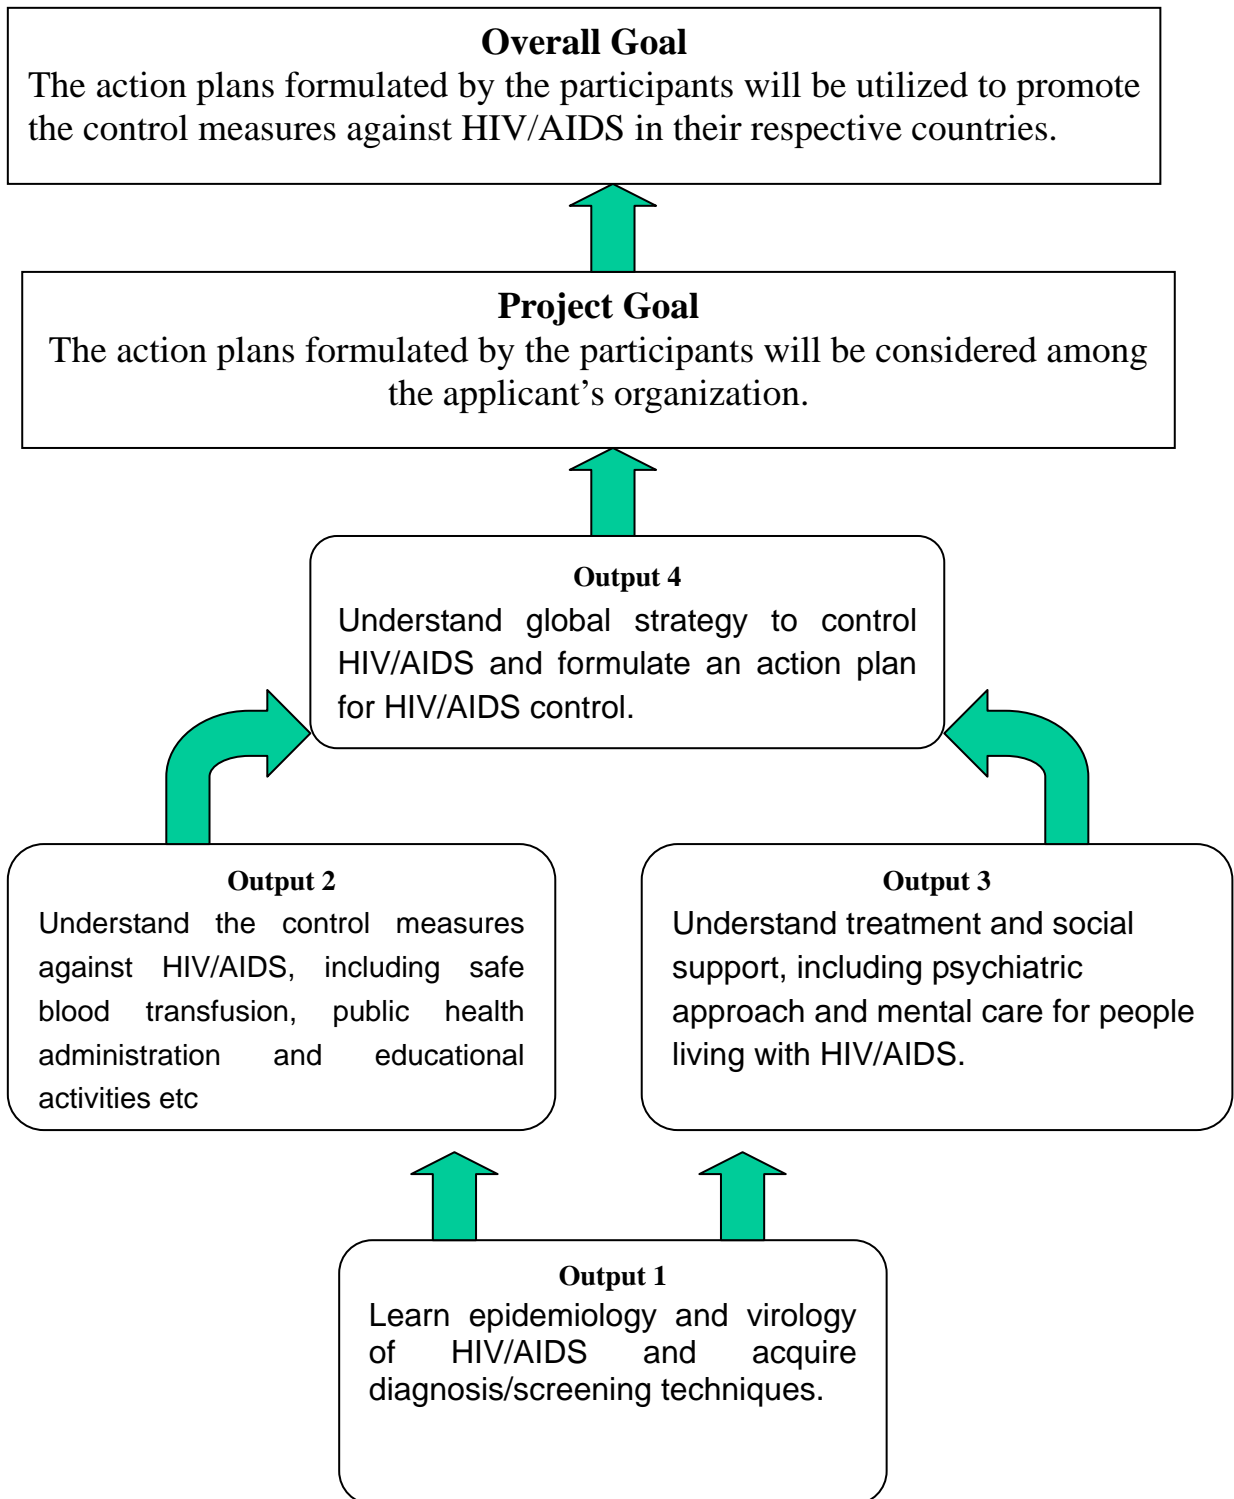 Overall Goal
The action plans formulated by the participants will be utilized to promote
the control measures against HIV/AIDS in their respective countries.
Project Goal
The action plans formulated by the participants will be considered among
the applicant’s organization.
Output 4
Understand global strategy to control
HIV/AIDS and formulate an action plan
for HIV/AIDS control.
Output 2
Understand the control measures
against HIV/AIDS, including safe
blood transfusion, public health
administration and educational
activities etc
Output 3
Understand treatment and social
support, including psychiatric
approach and mental care for people
living with HIV/AIDS.
Output 1
Learn epidemiology and virology
of HIV/AIDS and acquire
diagnosis/screening techniques.